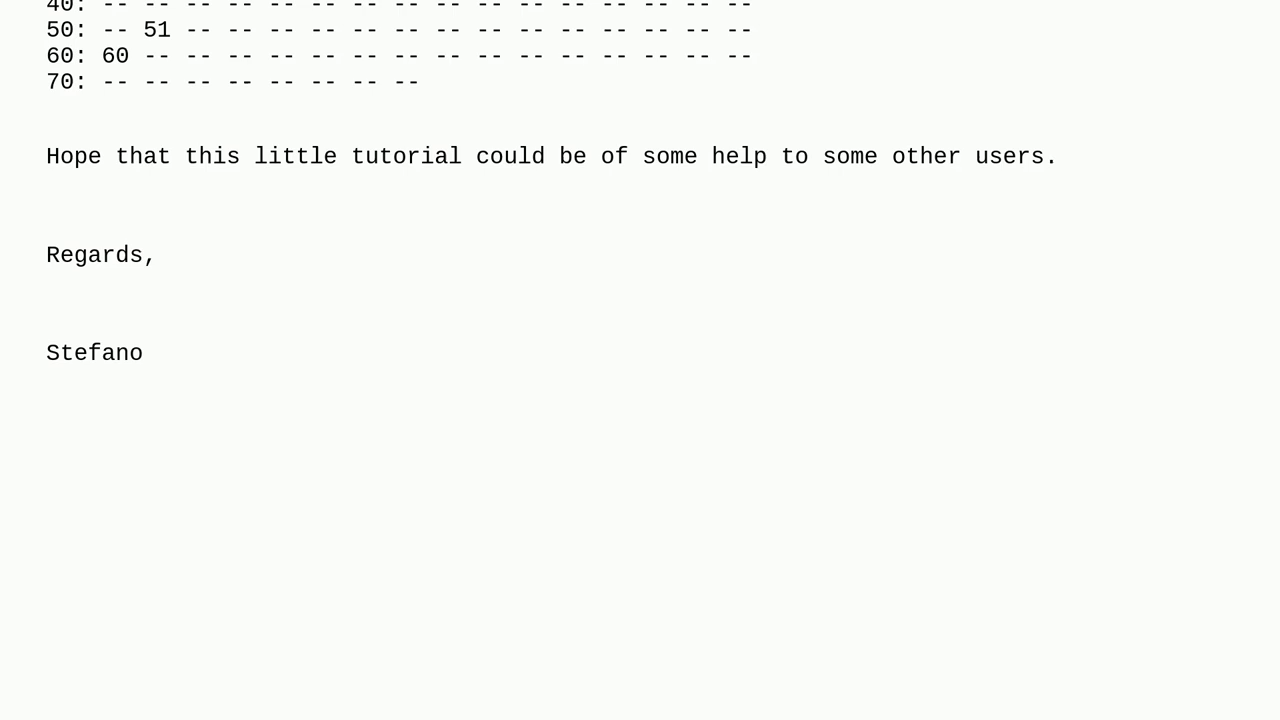 40: -- -- -- -- -- -- -- -- -- -- -- -- -- -- -- --
50: -- 51 -- -- -- -- -- -- -- -- -- -- -- -- -- --
60: 60 -- -- -- -- -- -- -- -- -- -- -- -- -- -- --
70: -- -- -- -- -- -- -- --
Hope that this little tutorial could be of some help to some other users.
Regards,
Stefano